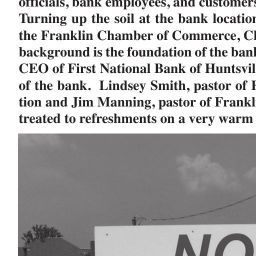 officials, bank employees, and customers
Turning up the soil at the bank location
the Franklin Chamber of Commerce,
background is the foundation of the bank
CEO of First National Bank of Huntsvil
of the bank. Lindsey Smith, pastor of
tion and Jim Manning, pastor of Frankl
treated to refreshments on a very warm
NO